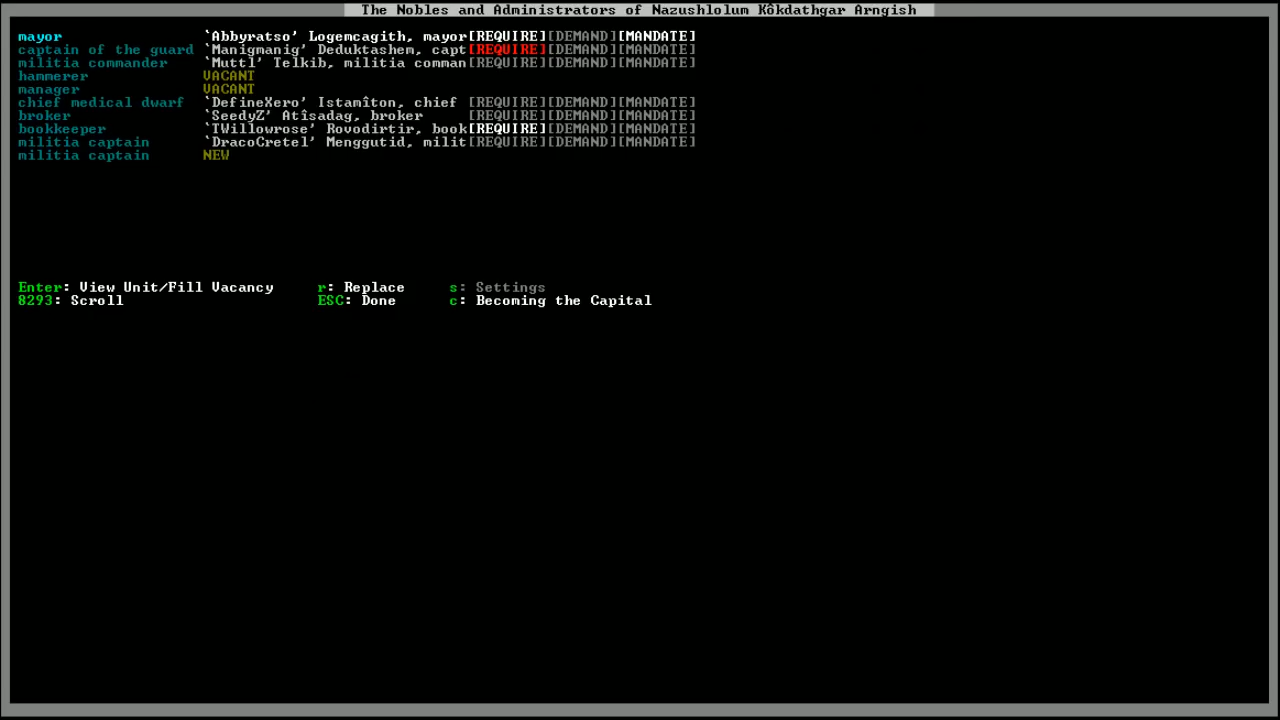 The Nobles and Administrators of Nazushlolum Kôkdathgar Arngish
mayor `Abbyratso' Logemcagith, mayor[REQUIRE][DEMAND][MANDATE]
captain of the guard `Manigmanig' Deduktashem, capt[REQUIRE][DEMAND][MANDATE]
militia commander `Muttl' Telkib, militia comman[REQUIRE][DEMAND][MANDATE]
hammerer VACANT
manager VACANT
chief medical dwarf `DefineXero' Istamîton, chief [REQUIRE][DEMAND][MANDATE]
broker `SeedyZ' Atîsadag, broker [REQUIRE][DEMAND][MANDATE]
bookkeeper `TWillowrose' Rovodirtir, book[REQUIRE][DEMAND][MANDATE]
militia captain `DracoCretel' Menggutid, milit[REQUIRE][DEMAND][MANDATE]
militia captain NEW
Enter: View Unit/Fill Vacancy r: Replace s: Settings
8293: Scroll ESC: Done c: Becoming the Capital